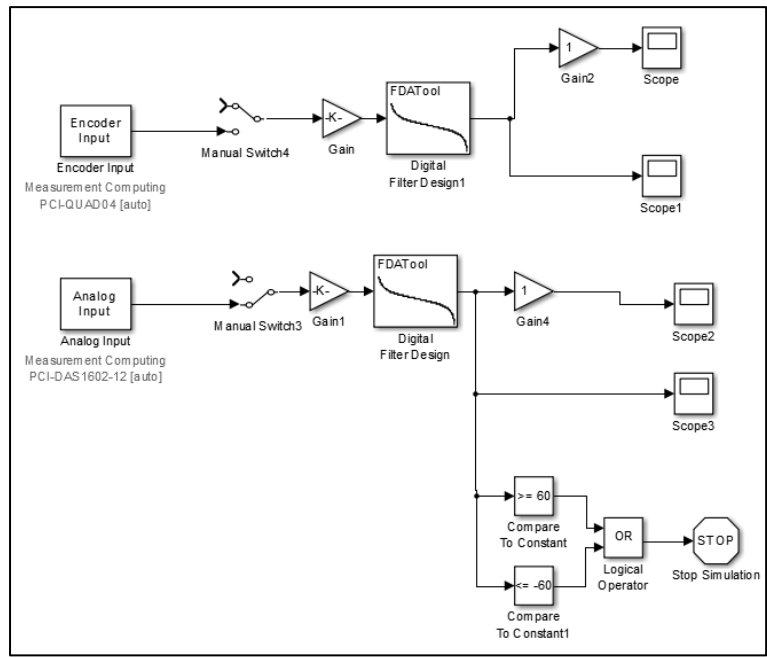 1
Gain2
Scope
Encoder
Input
Encoder Input
Measurement Computing
PCI-QUAD04 [auto]
Manual Switch4
-K-
Gain
FDATool
Digital
Filter Design1
Scope1
Analog
Input
Analog Input
Measurement Computing
PCI-DAS1602-12 [auto]
Manual Switch3
-K-
Gain1
FDATool
Digital
Filter Design
1
Gain4
Scope2
Scope3
>= 60
Compare
To Constant
<= -60
Compare
To Constant1
OR
Logical
Operator
STOP
Stop Simulation